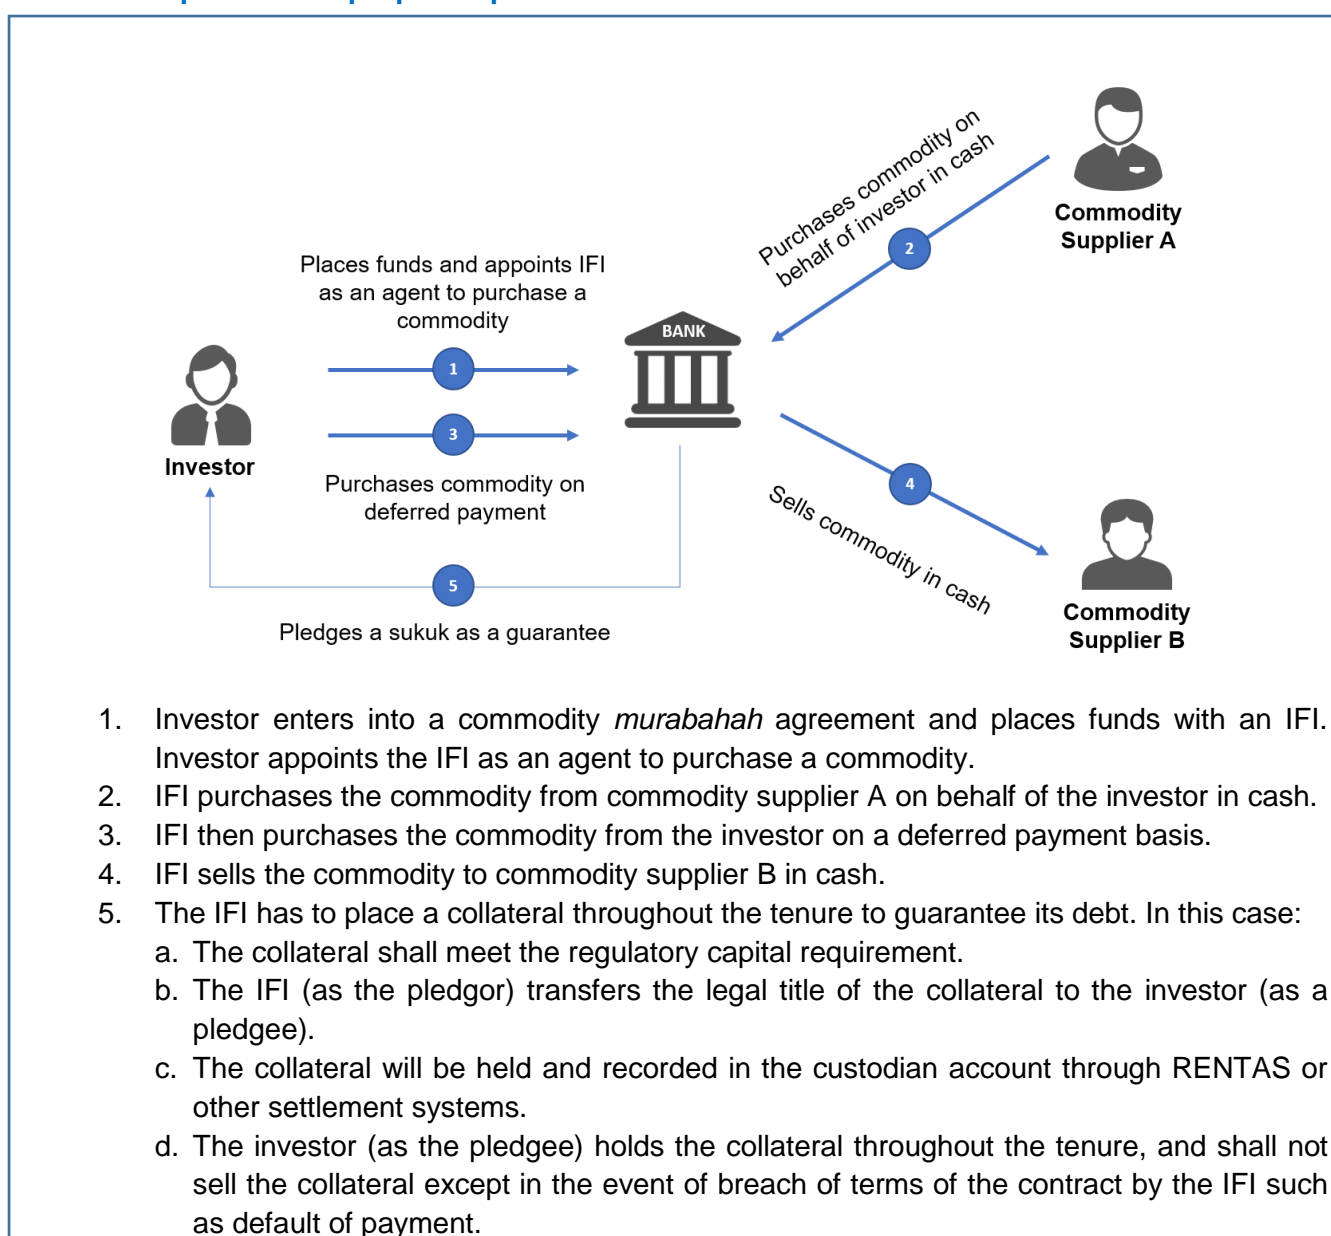 Purchases commodity on
behalf of investor in cash
2
Commodity
Supplier A
Places funds and appoints IFI
as an agent to purchase a
commodity
BANK
1
3
Investor
Purchases commodity on
deferred payment
4
Sells commodity in cash
5
Commodity
Supplier B
Pledges a sukuk as a guarantee
1. Investor enters into a commodity murabahah agreement and places funds with an IFI.
Investor appoints the IFI as an agent to purchase a commodity.
2. IFI purchases the commodity from commodity supplier A on behalf of the investor in cash.
3. IFI then purchases the commodity from the investor on a deferred payment basis.
4. IFI sells the commodity to commodity supplier B in cash.
5. The IFI has to place a collateral throughout the tenure to guarantee its debt. In this case:
a. The collateral shall meet the regulatory capital requirement.
b. The IFI (as the pledgor) transfers the legal title of the collateral to the investor (as a
pledgee).
c. The collateral will be held and recorded in the custodian account through RENTAS or
other settlement systems.
d. The investor (as the pledgee) holds the collateral throughout the tenure, and shall not
sell the collateral except in the event of breach of terms of the contract by the IFI such
as default of payment.